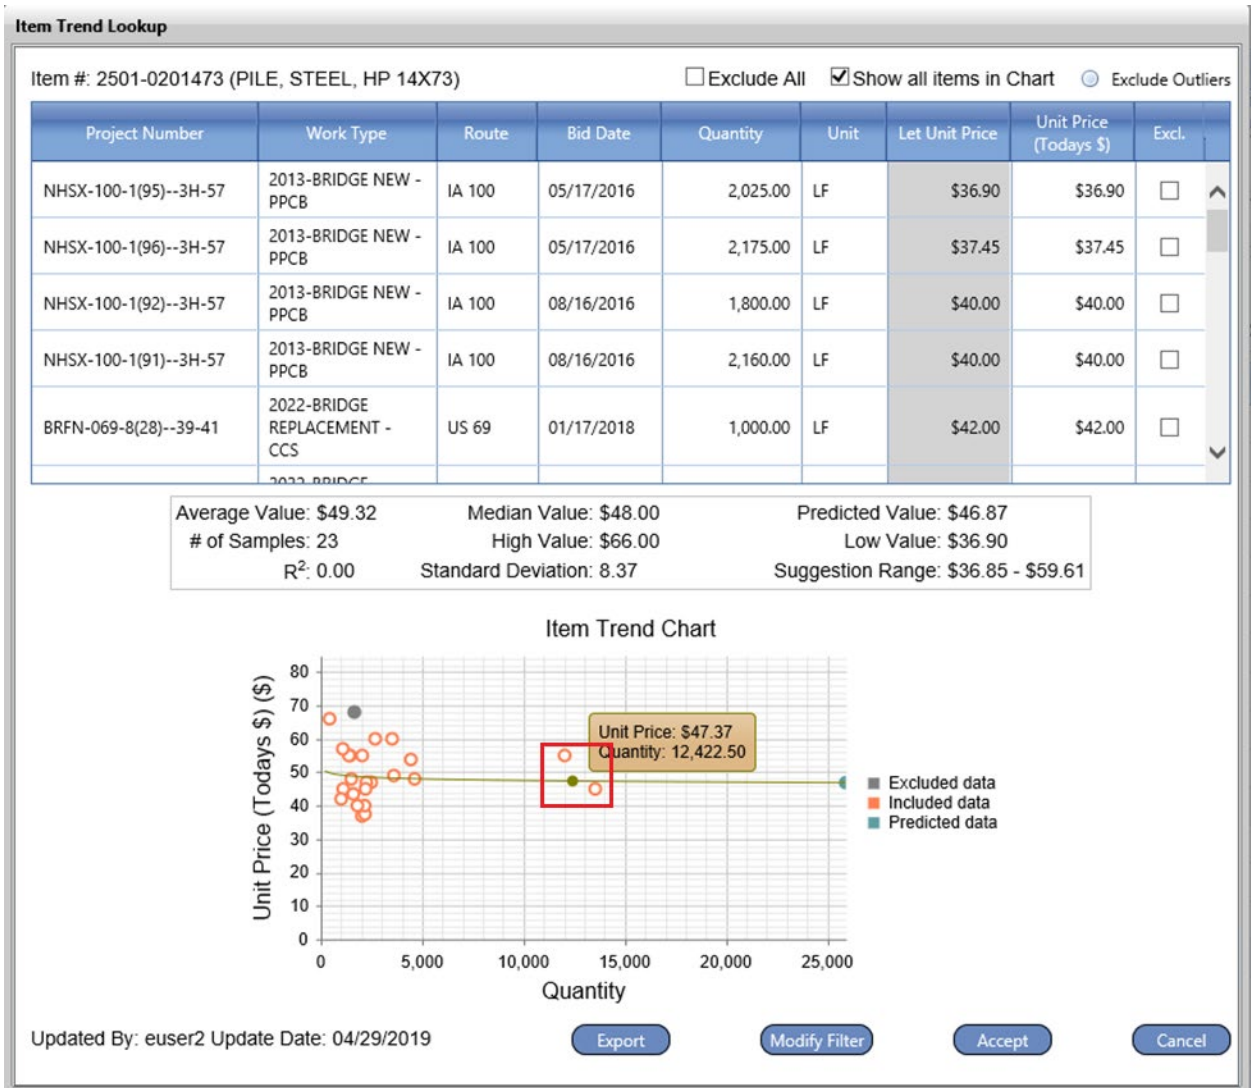 Item Trend Lookup
Item #: 2501-0201473 (PILE, STEEL, HP 14X73) Exclude All Show all items in Chart Exclude Outliers
Project Number Work Type Route Bid Date Quantity Unit Let Unit Price Unit Price (Todays $) Excl.
NHSX-100-1(95)--3H-57 2013-BRIDGE NEW - PPCB IA 100 05/17/2016 2,025.00 LF $36.90 $36.90
NHSX-100-1(96)--3H-57 2013-BRIDGE NEW - PPCB IA 100 05/17/2016 2,175.00 LF $37.45 $37.45
NHSX-100-1(92)--3H-57 2013-BRIDGE NEW - PPCB IA 100 08/16/2016 1,800.00 LF $40.00 $40.00
NHSX-100-1(91)--3H-57 2013-BRIDGE NEW - PPCB IA 100 08/16/2016 2,160.00 LF $40.00 $40.00
BRFN-069-8(28)--39-41 2022-BRIDGE REPLACEMENT - CCS US 69 01/17/2018 1,000.00 LF $42.00 $42.00
Average Value: $49.32 Median Value: $48.00 Predicted Value: $46.87
# of Samples: 23 High Value: $66.00 Low Value: $36.90
R²: 0.00 Standard Deviation: 8.37 Suggestion Range: $36.85 - $59.61
Item Trend Chart
Unit Price (Todays $) ($)
80
70
60
50
40
30
20
10
0
Unit Price: $47.37
Quantity: 12,422.50
Excluded data
Included data
Predicted data
0 5,000 10,000 15,000 20,000 25,000
Quantity
Updated By: euser2 Update Date: 04/29/2019 Export Modify Filter Accept Cancel